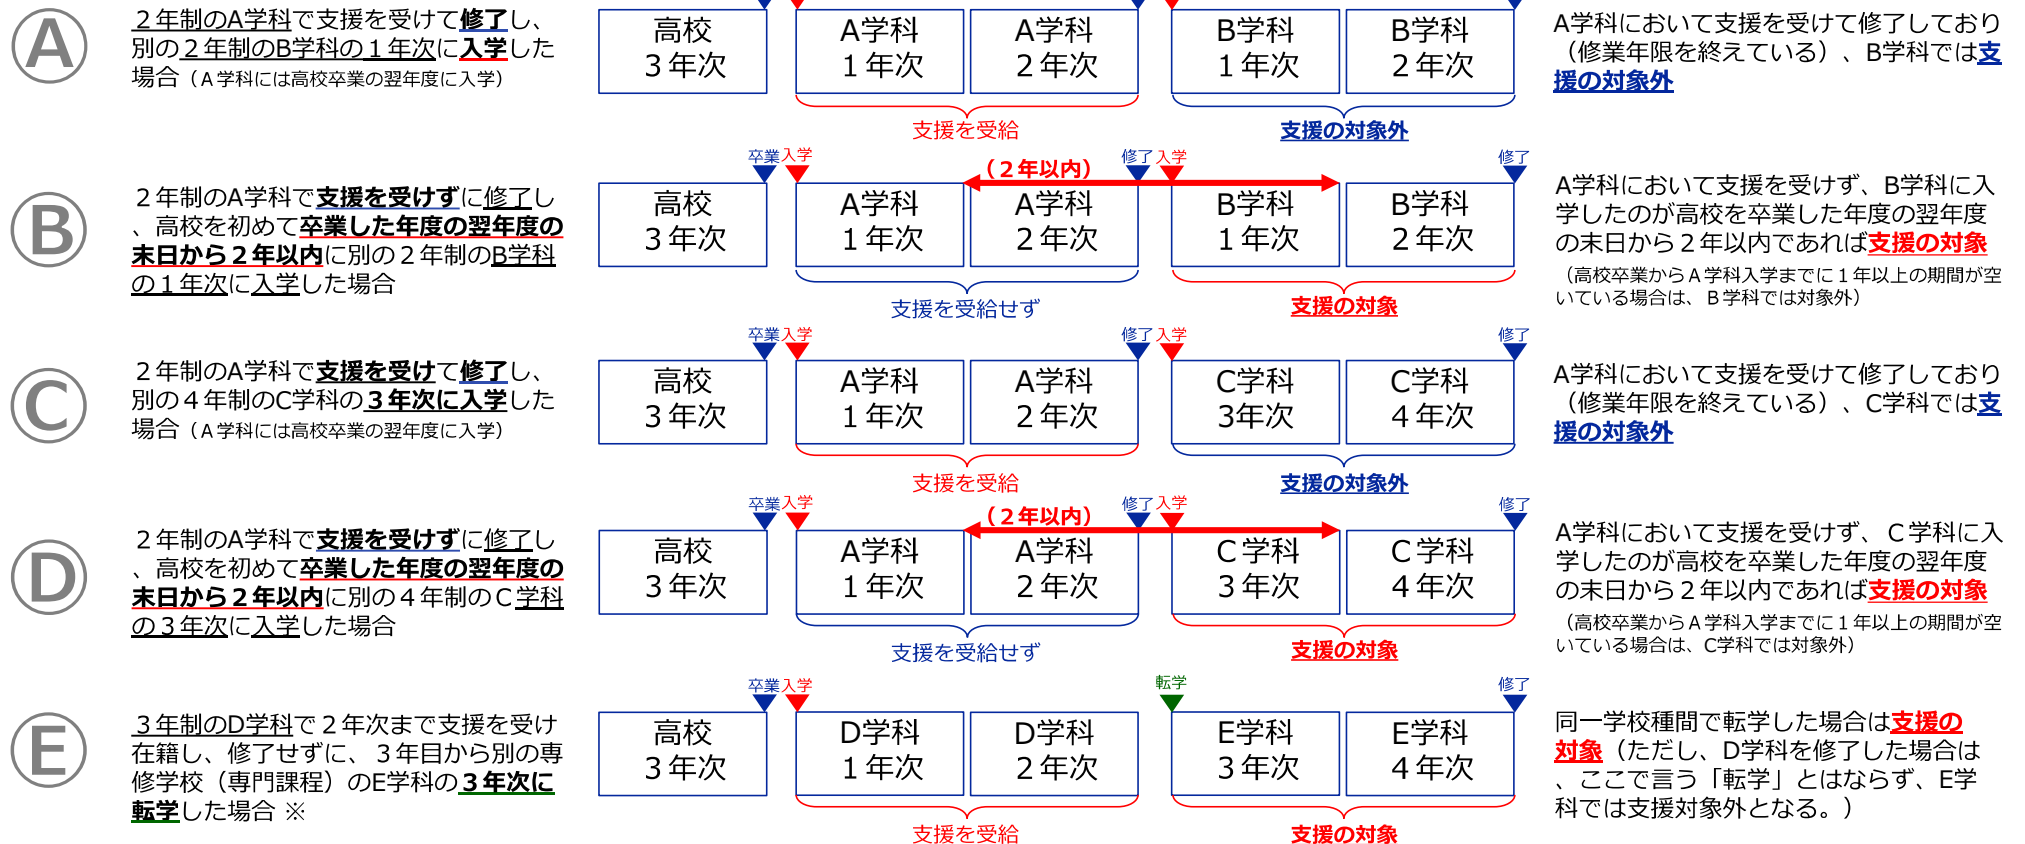 A
２年制のA学科で支援を受けて修了し、
別の２年制のB学科の１年次に入学した
場合（Ａ学科には高校卒業の翌年度に入学）
高校
３年次
A学科
１年次
A学科
２年次
B学科
１年次
B学科
２年次
支援を受給
支援の対象外
A学科において支援を受けて修了しており
（修業年限を終えている）、B学科では支
援の対象外
B
２年制のA学科で支援を受けずに修了し
、高校を初めて卒業した年度の翌年度の
末日から２年以内に別の２年制のB学科
の１年次に入学した場合
卒業
入学
（２年以内）
修了
入学
修了
高校
３年次
A学科
１年次
A学科
２年次
B学科
１年次
B学科
２年次
支援を受給せず
支援の対象
A学科において支援を受けず、B学科に入
学したのが高校を卒業した年度の翌年度
の末日から２年以内であれば支援の対象
（高校卒業からＡ学科入学までに１年以上の期間が空
いている場合は、Ｂ学科では対象外）
C
２年制のA学科で支援を受けて修了し、
別の４年制のC学科の３年次に入学した
場合（Ａ学科には高校卒業の翌年度に入学）
卒業
入学
修了
入学
修了
高校
３年次
A学科
１年次
A学科
２年次
C学科
3年次
C学科
４年次
支援を受給
支援の対象外
A学科において支援を受けて修了しており
（修業年限を終えている）、C学科では支
援の対象外
D
２年制のA学科で支援を受けずに修了し
、高校を初めて卒業した年度の翌年度の
末日から２年以内に別の４年制のＣ学科
の３年次に入学した場合
卒業
入学
（２年以内）
修了
入学
修了
高校
３年次
A学科
１年次
A学科
２年次
Ｃ学科
３年次
Ｃ学科
４年次
支援を受給せず
支援の対象
A学科において支援を受けず、Ｃ学科に入
学したのが高校を卒業した年度の翌年度
の末日から２年以内であれば支援の対象
（高校卒業からＡ学科入学までに１年以上の期間が空
いている場合は、C学科では対象外）
E
３年制のD学科で２年次まで支援を受け
在籍し、修了せずに、３年目から別の専
修学校（専門課程）のE学科の３年次に
転学した場合 ※
卒業
入学
転学
修了
高校
３年次
D学科
１年次
D学科
２年次
E学科
３年次
E学科
４年次
支援を受給
支援の対象
同一学校種間で転学した場合は支援の
対象（ただし、D学科を修了した場合は
、ここで言う「転学」とはならず、E学
科では支援対象外となる。）